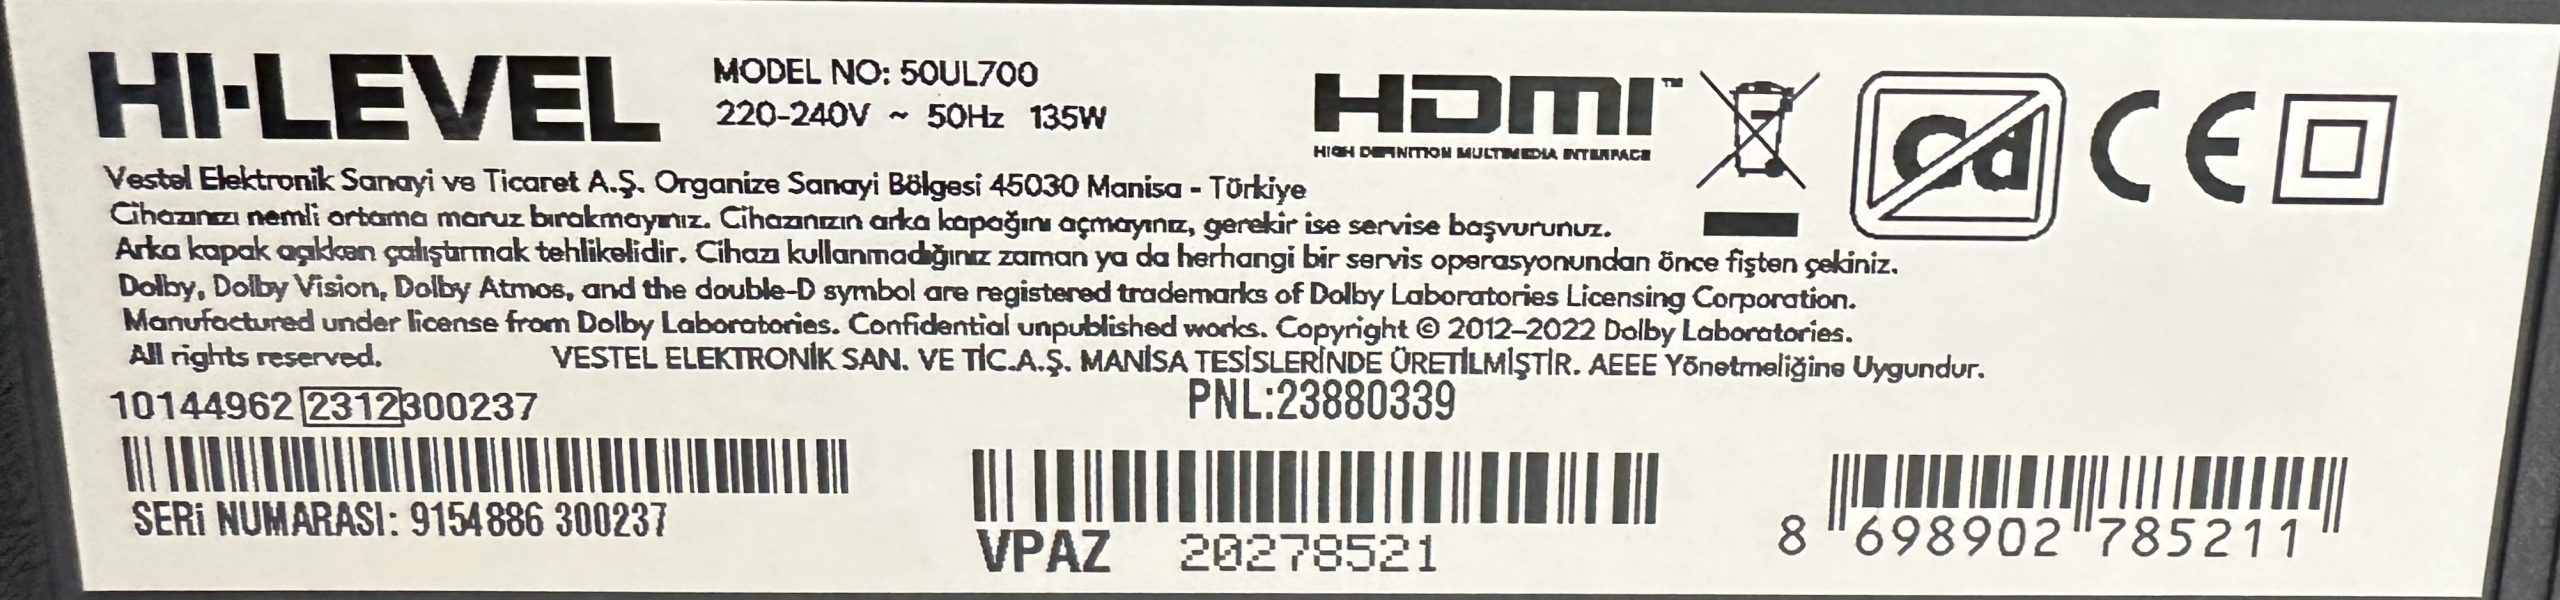 HI-LEVEL
MODEL NO: 50UL700
220-240V ~ 50Hz 135W
HDMI™
HIGH DEFINITION MULTIMEDIA INTERFACE
CE
Vestel Elektronik Sanayi ve Ticaret A.Ş. Organize Sanayi Bölgesi 45030 Manisa - Türkiye
Cihazınızı nemli ortama maruz bırakmayınız. Cihazınızın arka kapağını açmayınız, gerekir ise servise başvurunuz.
Arka kapak açıkken çalıştırmak tehlikelidir. Cihazı kullanmadığınız zaman ya da herhangi bir servis operasyonundan önce fişten çekiniz.
Dolby, Dolby Vision, Dolby Atmos, and the double-D symbol are registered trademarks of Dolby Laboratories Licensing Corporation.
Manufactured under license from Dolby Laboratories. Confidential unpublished works. Copyright © 2012–2022 Dolby Laboratories.
All rights reserved. VESTEL ELEKTRONİK SAN. VE TİC.A.Ş. MANİSA TESİSLERİNDE ÜRETİLMİŞTİR. AEEE Yönetmeliğine Uygundur.
10144962 2312300237
PNL:23880339
SERİ NUMARASI: 9154886 300237
VPAZ 20278521
8 698902 785211